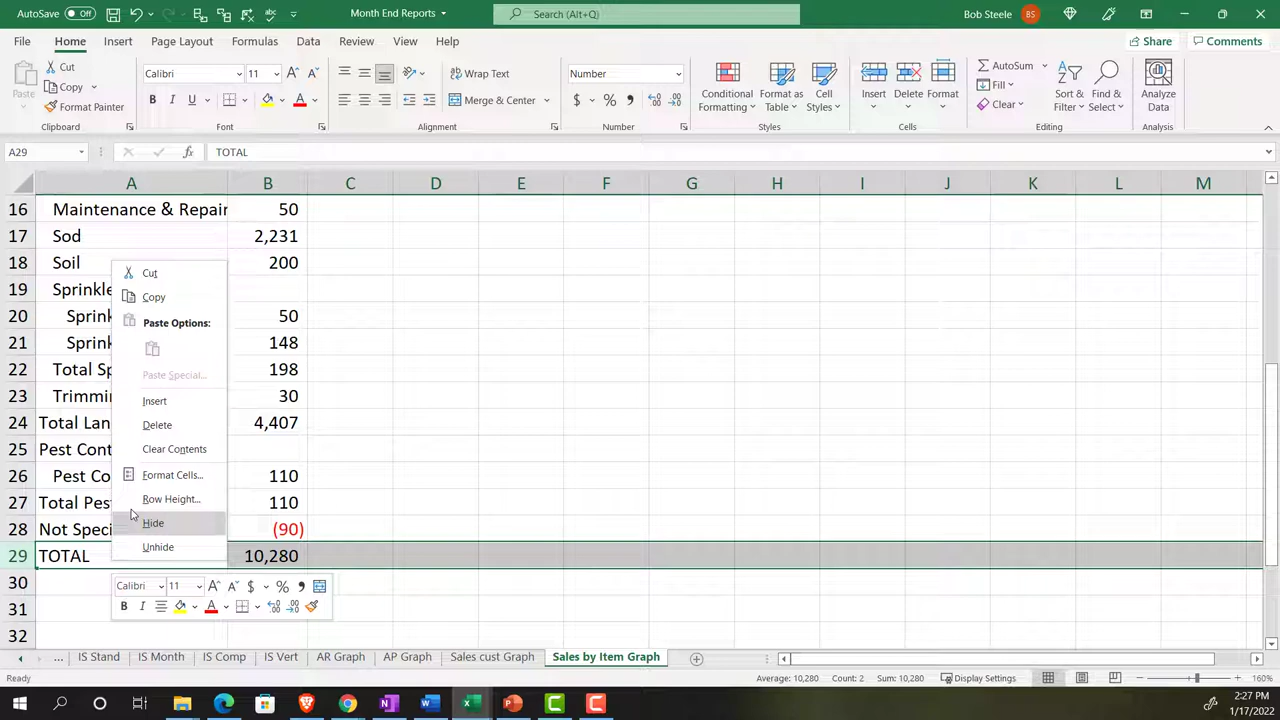 AutoSave Off Month End Reports Search (Alt+Q) Bob Steele BS
File Home Insert Page Layout Formulas Data Review View Help Share Comments
Cut Calibri 11 Wrap Text Number AutoSum
Paste Copy Fill
Format Painter Merge & Center Clear
Conditional Formatting Format as Table Cell Styles Insert Delete Format Sort & Filter Find & Select Analyze Data
Clipboard Font Alignment Number Styles Cells Editing Analysis
A29 fx TOTAL
A B C D E F G H I J K L M
16 Maintenance & Repair 50
17 Sod 2,231
18 Soil 200
19 Sprinkle
20 Sprin 50
21 Sprink 148
22 Total Sp 198
23 Trimmi 30
24 Total Lan 4,407
25 Pest Cont
26 Pest Co 110
27 Total Pes 110
28 Not Speci (90)
29 TOTAL 10,280
30
31
32
Cut
Copy
Paste Options:
Paste Special...
Insert
Delete
Clear Contents
Format Cells...
Row Height...
Hide
Unhide
Calibri 11 A A $ % ,
B I A
... IS Stand IS Month IS Comp IS Vert AR Graph AP Graph Sales cust Graph Sales by Item Graph
Ready Average: 10,280 Count: 2 Sum: 10,280 Display Settings 160%
2:27 PM
1/17/2022